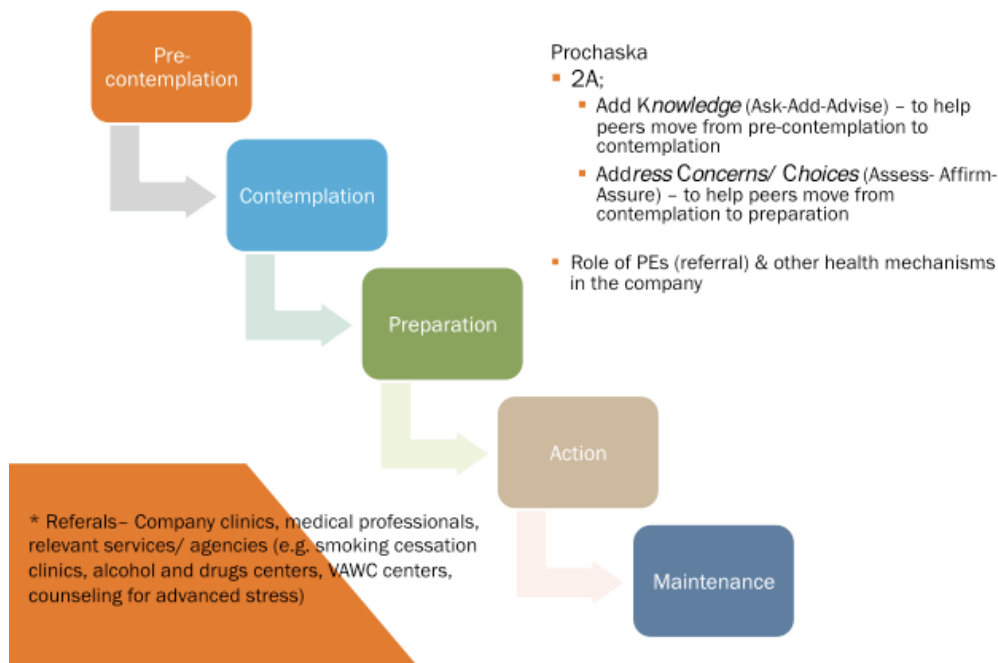 Pre-
contemplation
Contemplation
Preparation
Action
Maintenance
Prochaska
▪ 2A;
▪ Add Knowledge (Ask-Add-Advise) – to help
peers move from pre-contemplation to
contemplation
▪ Address Concerns/ Choices (Assess- Affirm-
Assure) – to help peers move from
contemplation to preparation
▪ Role of PEs (referral) & other health mechanisms
in the company
* Referals– Company clinics, medical professionals,
relevant services/ agencies (e.g. smoking cessation
clinics, alcohol and drugs centers, VAWC centers,
counseling for advanced stress)